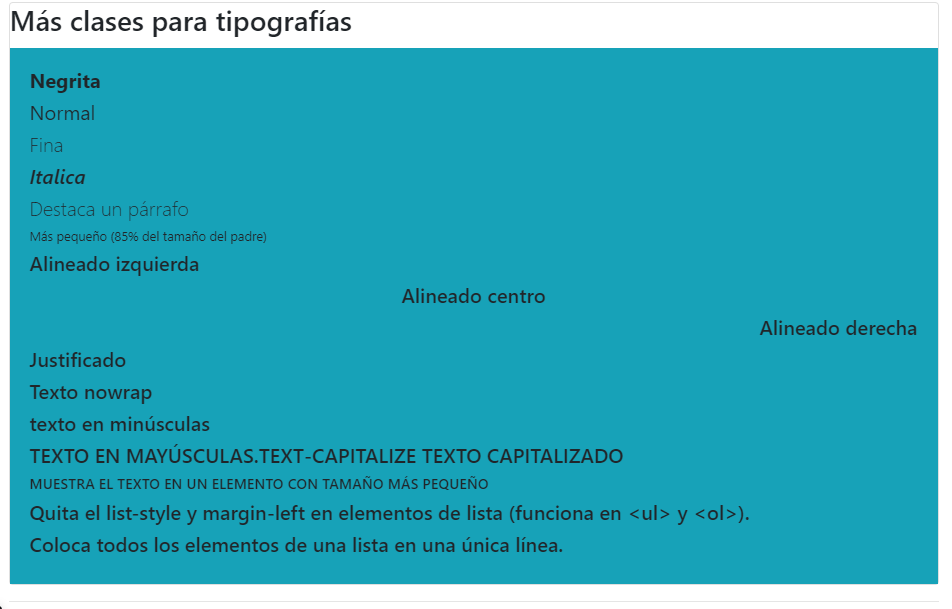 Más clases para tipografías
Negrita
Normal
Fina
Italica
Destaca un párrafo
Más pequeño (85% del tamaño del padre)
Alineado izquierda
Alineado centro
Alineado derecha
Justificado
Texto nowrap
texto en minúsculas
TEXTO EN MAYÚSCULAS.TEXT-CAPITALIZE TEXTO CAPITALIZADO
MUESTRA EL TEXTO EN UN ELEMENTO CON TAMAÑO MÁS PEQUEÑO
Quita el list-style y margin-left en elementos de lista (funciona en <ul> y <ol>).
Coloca todos los elementos de una lista en una única línea.